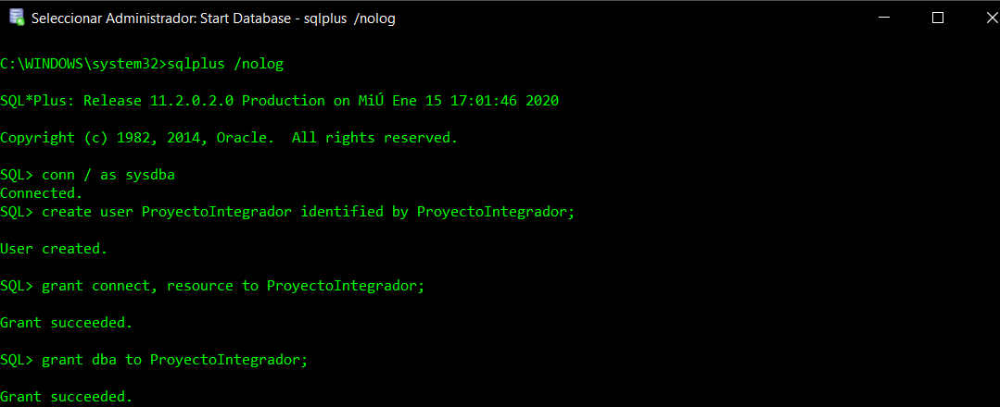 Seleccionar Administrador: Start Database - sqlplus  /nolog
C:\WINDOWS\system32>sqlplus /nolog
SQL*Plus: Release 11.2.0.2.0 Production on MiÚ Ene 15 17:01:46 2020
Copyright (c) 1982, 2014, Oracle.  All rights reserved.
SQL> conn / as sysdba
Connected.
SQL> create user ProyectoIntegrador identified by ProyectoIntegrador;
User created.
SQL> grant connect, resource to ProyectoIntegrador;
Grant succeeded.
SQL> grant dba to ProyectoIntegrador;
Grant succeeded.